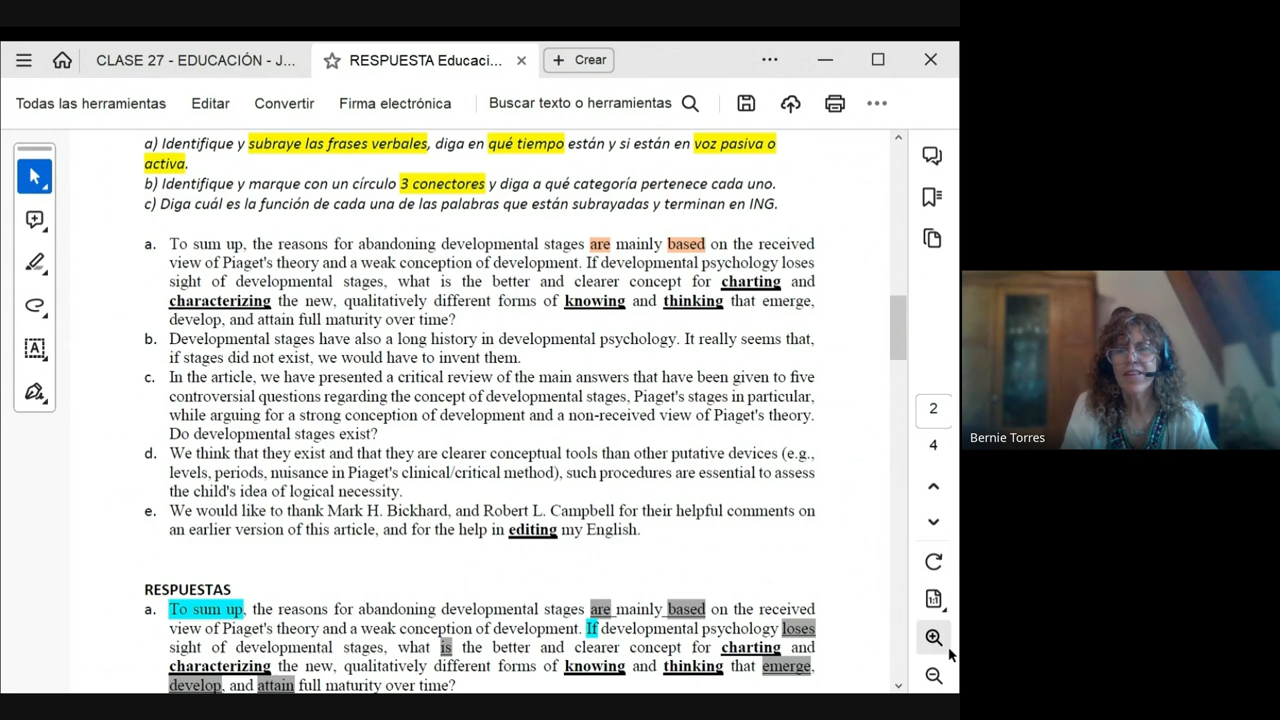 CLASE 27 - EDUCACIÓN - J...
RESPUESTA Educaci...
Crear
Todas las herramientas
Editar
Convertir
Firma electrónica
Buscar texto o herramientas
a) Identifique y subraye las frases verbales, diga en qué tiempo están y si están en voz pasiva o
activa.
b) Identifique y marque con un círculo 3 conectores y diga a qué categoría pertenece cada uno.
c) Diga cuál es la función de cada una de las palabras que están subrayadas y terminan en ING.
a. To sum up, the reasons for abandoning developmental stages are mainly based on the received
view of Piaget's theory and a weak conception of development. If developmental psychology loses
sight of developmental stages, what is the better and clearer concept for charting and
characterizing the new, qualitatively different forms of knowing and thinking that emerge,
develop, and attain full maturity over time?
b. Developmental stages have also a long history in developmental psychology. It really seems that,
if stages did not exist, we would have to invent them.
c. In the article, we have presented a critical review of the main answers that have been given to five
controversial questions regarding the concept of developmental stages, Piaget's stages in particular,
while arguing for a strong conception of development and a non-received view of Piaget's theory.
Do developmental stages exist?
d. We think that they exist and that they are clearer conceptual tools than other putative devices (e.g.,
levels, periods, nuisance in Piaget's clinical/critical method), such procedures are essential to assess
the child's idea of logical necessity.
e. We would like to thank Mark H. Bickhard, and Robert L. Campbell for their helpful comments on
an earlier version of this article, and for the help in editing my English.
RESPUESTAS
a. To sum up, the reasons for abandoning developmental stages are mainly based on the received
view of Piaget's theory and a weak conception of development. If developmental psychology loses
sight of developmental stages, what is the better and clearer concept for charting and
characterizing the new, qualitatively different forms of knowing and thinking that emerge,
develop, and attain full maturity over time?
2
4
1:1
Bernie Torres